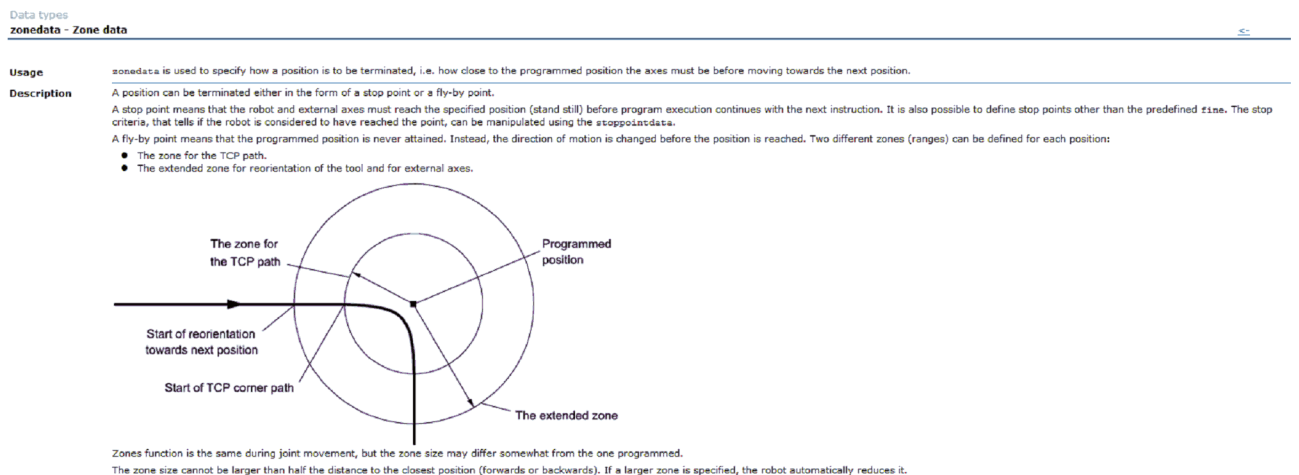 Data types
zonedata - Zone data
<-
Usage
zonedata is used to specify how a position is to be terminated, i.e. how close to the programmed position the axes must be before moving towards the next position.
Description
A position can be terminated either in the form of a stop point or a fly-by point.
A stop point means that the robot and external axes must reach the specified position (stand still) before program execution continues with the next instruction. It is also possible to define stop points other than the predefined fine. The stop
criteria, that tells if the robot is considered to have reached the point, can be manipulated using the stoppointdata.
A fly-by point means that the programmed position is never attained. Instead, the direction of motion is changed before the position is reached. Two different zones (ranges) can be defined for each position:
● The zone for the TCP path.
● The extended zone for reorientation of the tool and for external axes.
The zone for
the TCP path
Programmed
position
Start of reorientation
towards next position
Start of TCP corner path
The extended zone
Zones function is the same during joint movement, but the zone size may differ somewhat from the one programmed.
The zone size cannot be larger than half the distance to the closest position (forwards or backwards). If a larger zone is specified, the robot automatically reduces it.